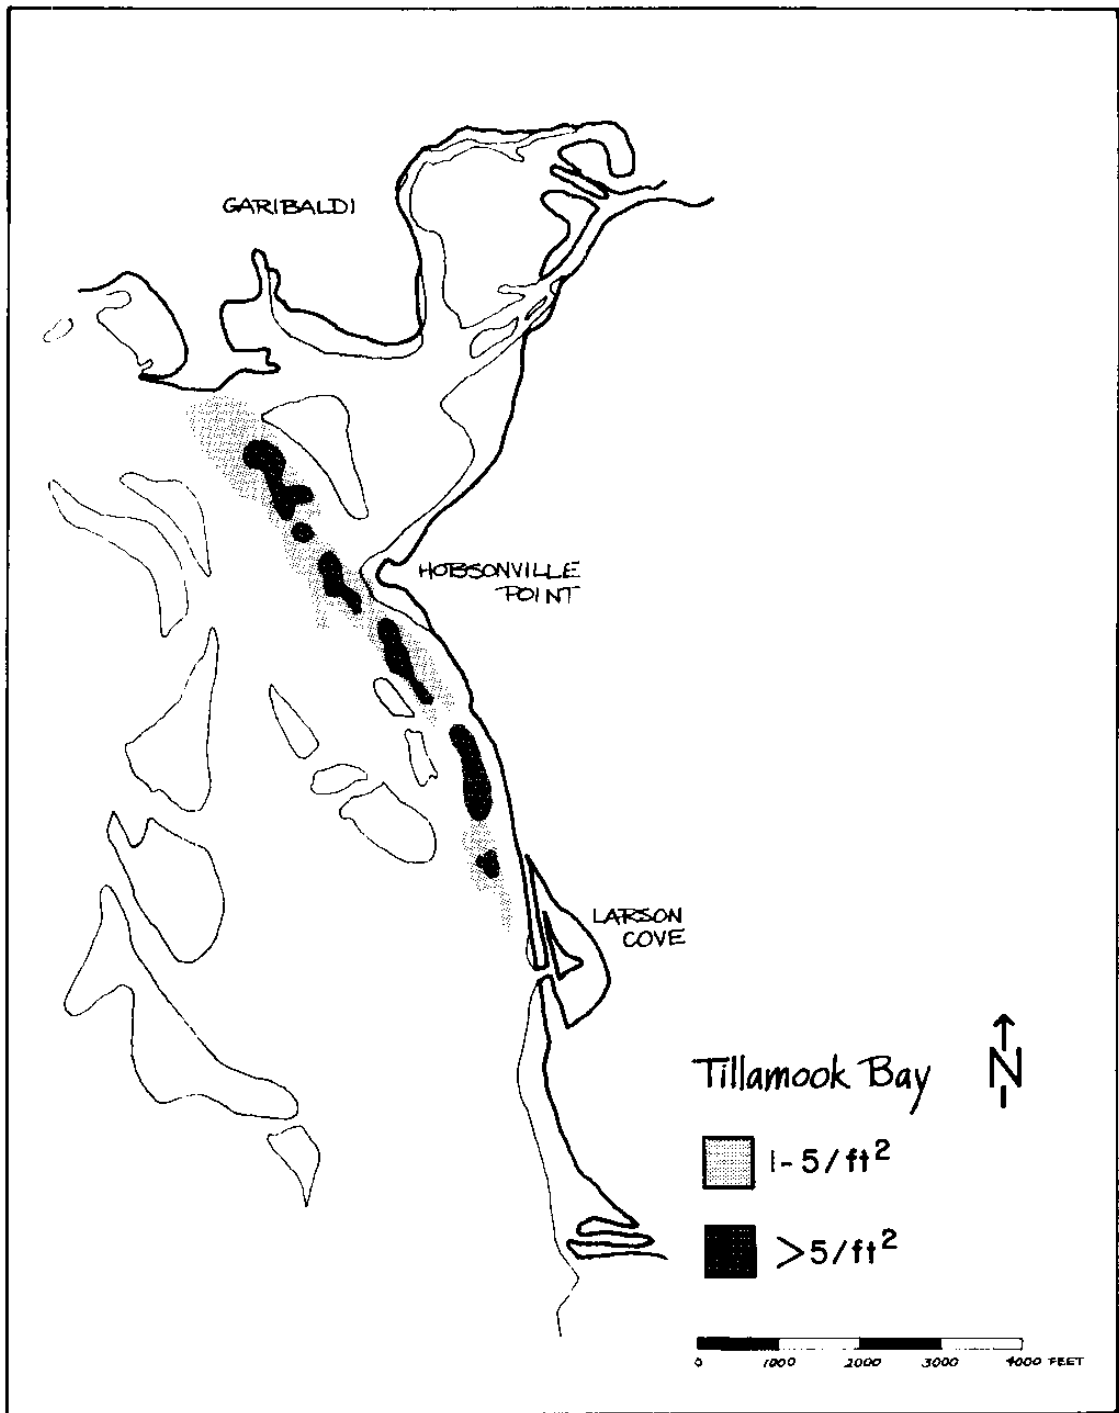 GARIBALDI
HOBSONVILLE
POINT
LARSON
COVE
Tillamook Bay
N
1-5/ft²
>5/ft²
0 1000 2000 3000 4000 FEET